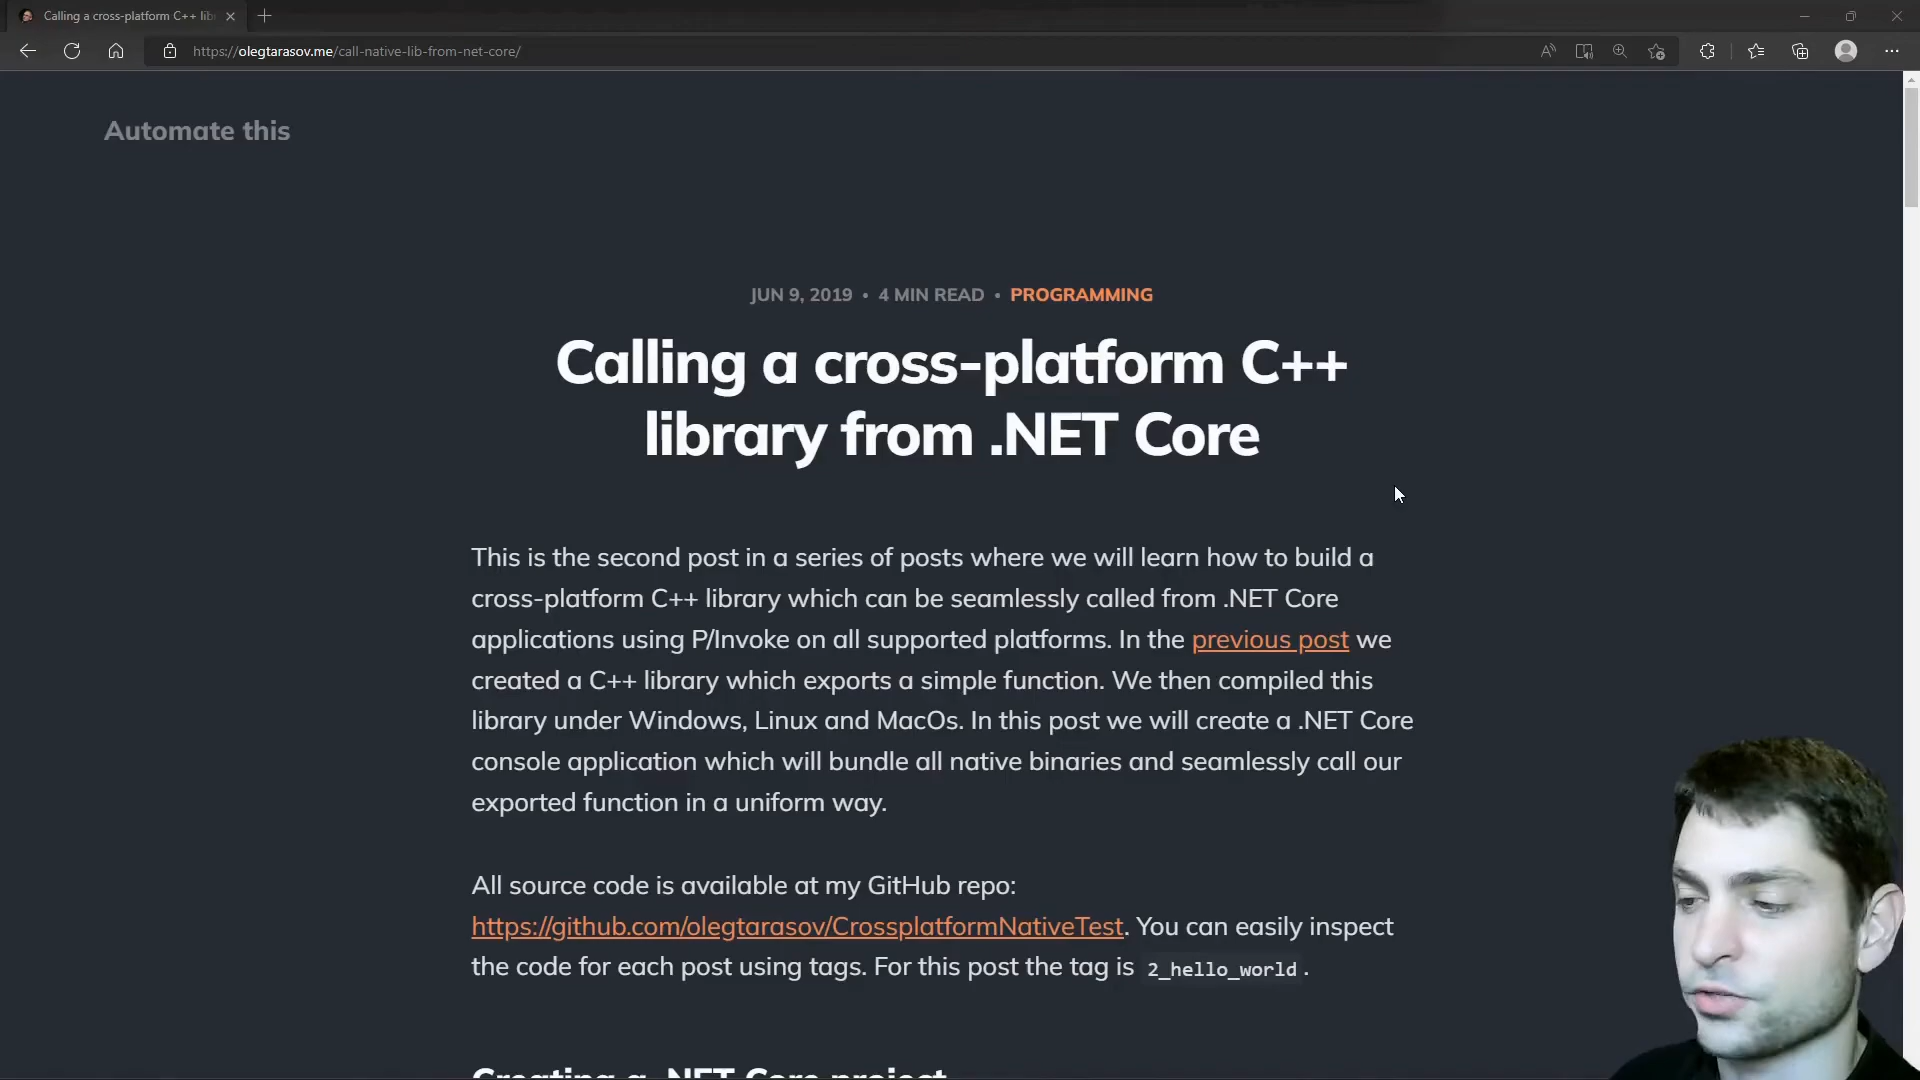 Calling a cross-platform C++ lib
https://olegtarasov.me/call-native-lib-from-net-core/
Automate this
JUN 9, 2019 • 4 MIN READ • PROGRAMMING
Calling a cross-platform C++
library from .NET Core
This is the second post in a series of posts where we will learn how to build a
cross-platform C++ library which can be seamlessly called from .NET Core
applications using P/Invoke on all supported platforms. In the previous post we
created a C++ library which exports a simple function. We then compiled this
library under Windows, Linux and MacOs. In this post we will create a .NET Core
console application which will bundle all native binaries and seamlessly call our
exported function in a uniform way.
All source code is available at my GitHub repo:
https://github.com/olegtarasov/CrossplatformNativeTest. You can easily inspect
the code for each post using tags. For this post the tag is 2_hello_world.
Creating a .NET Core project